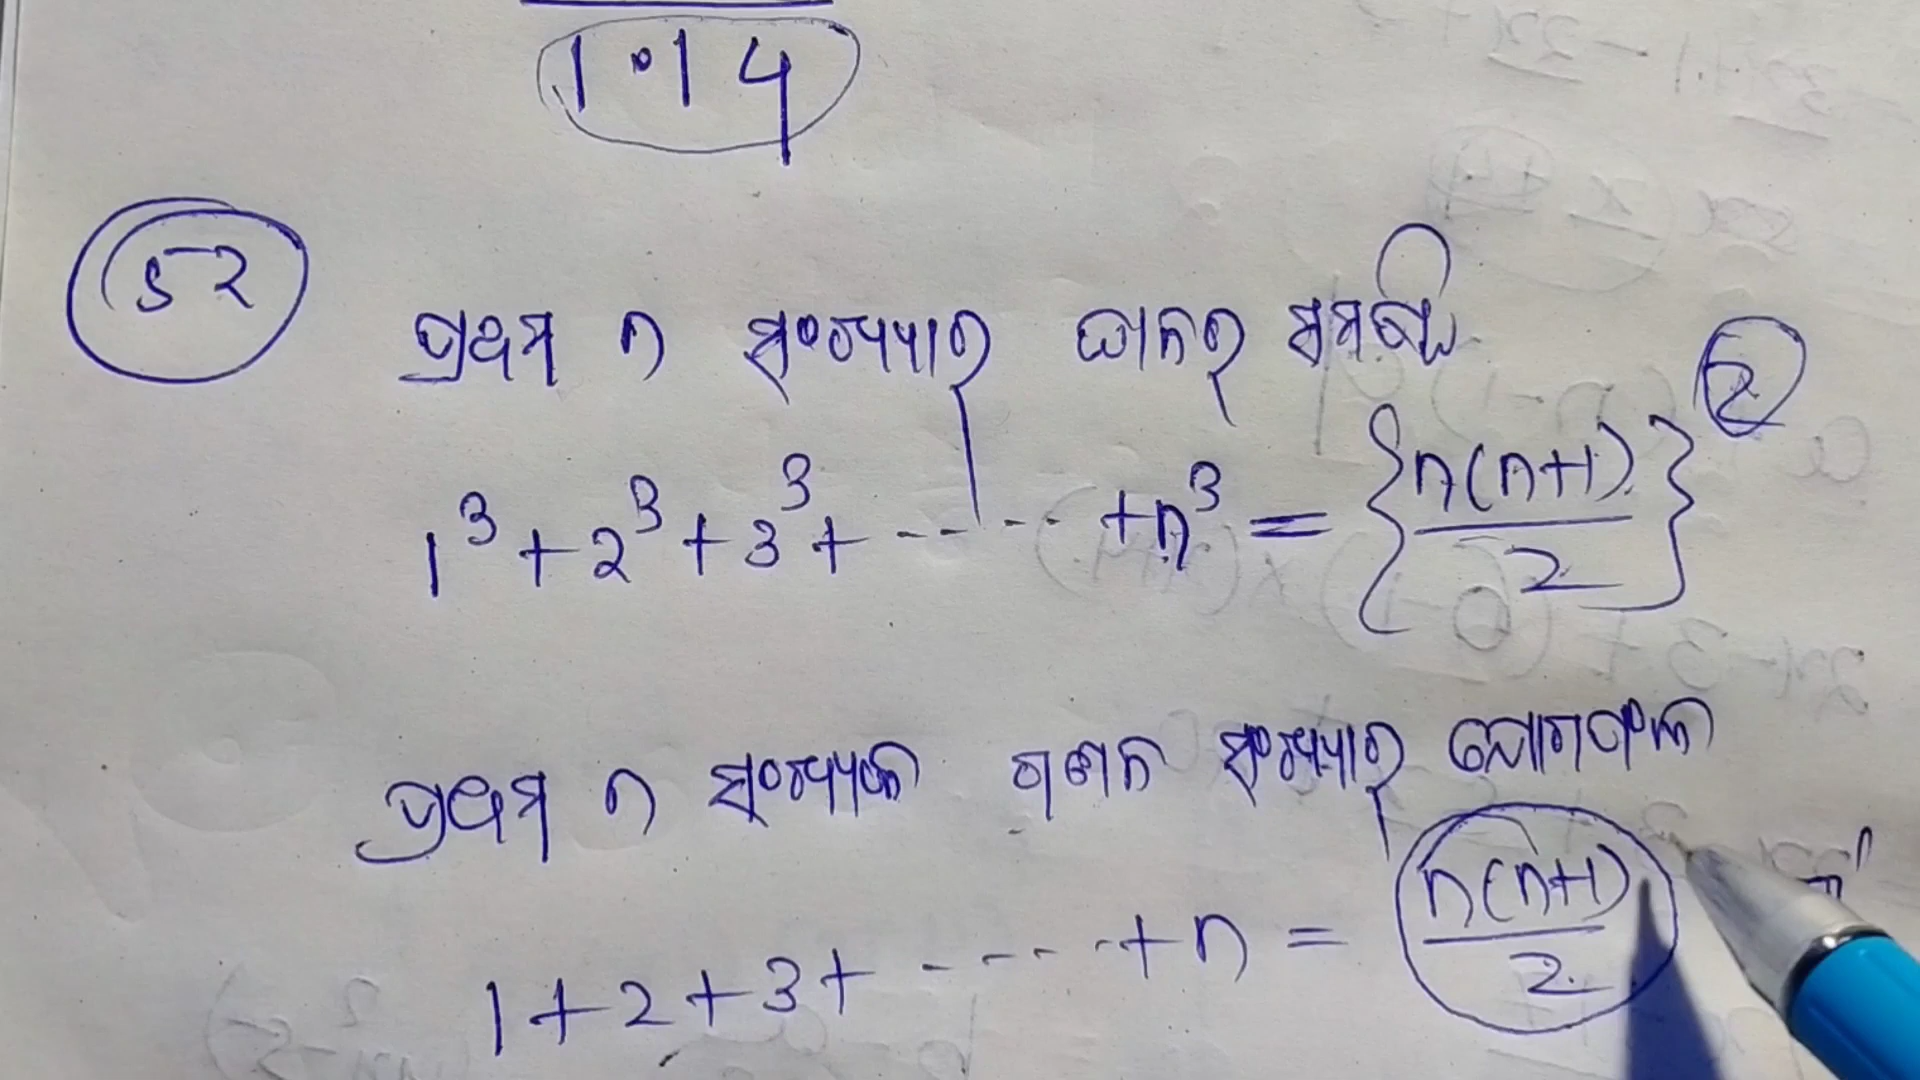 1.14
52
ପ୍ରଥମ n ସଂଖ୍ୟାର ଘନର ସମଷ୍ଟି
1³ + 2³ + 3³ + ----- + n³ = {n(n+1)/2}²
ପ୍ରଥମ n ସଂଖ୍ୟକ ଗଣନ ସଂଖ୍ୟାର ଯୋଗଫଳ
1 + 2 + 3 + ----- + n = n(n+1)/2